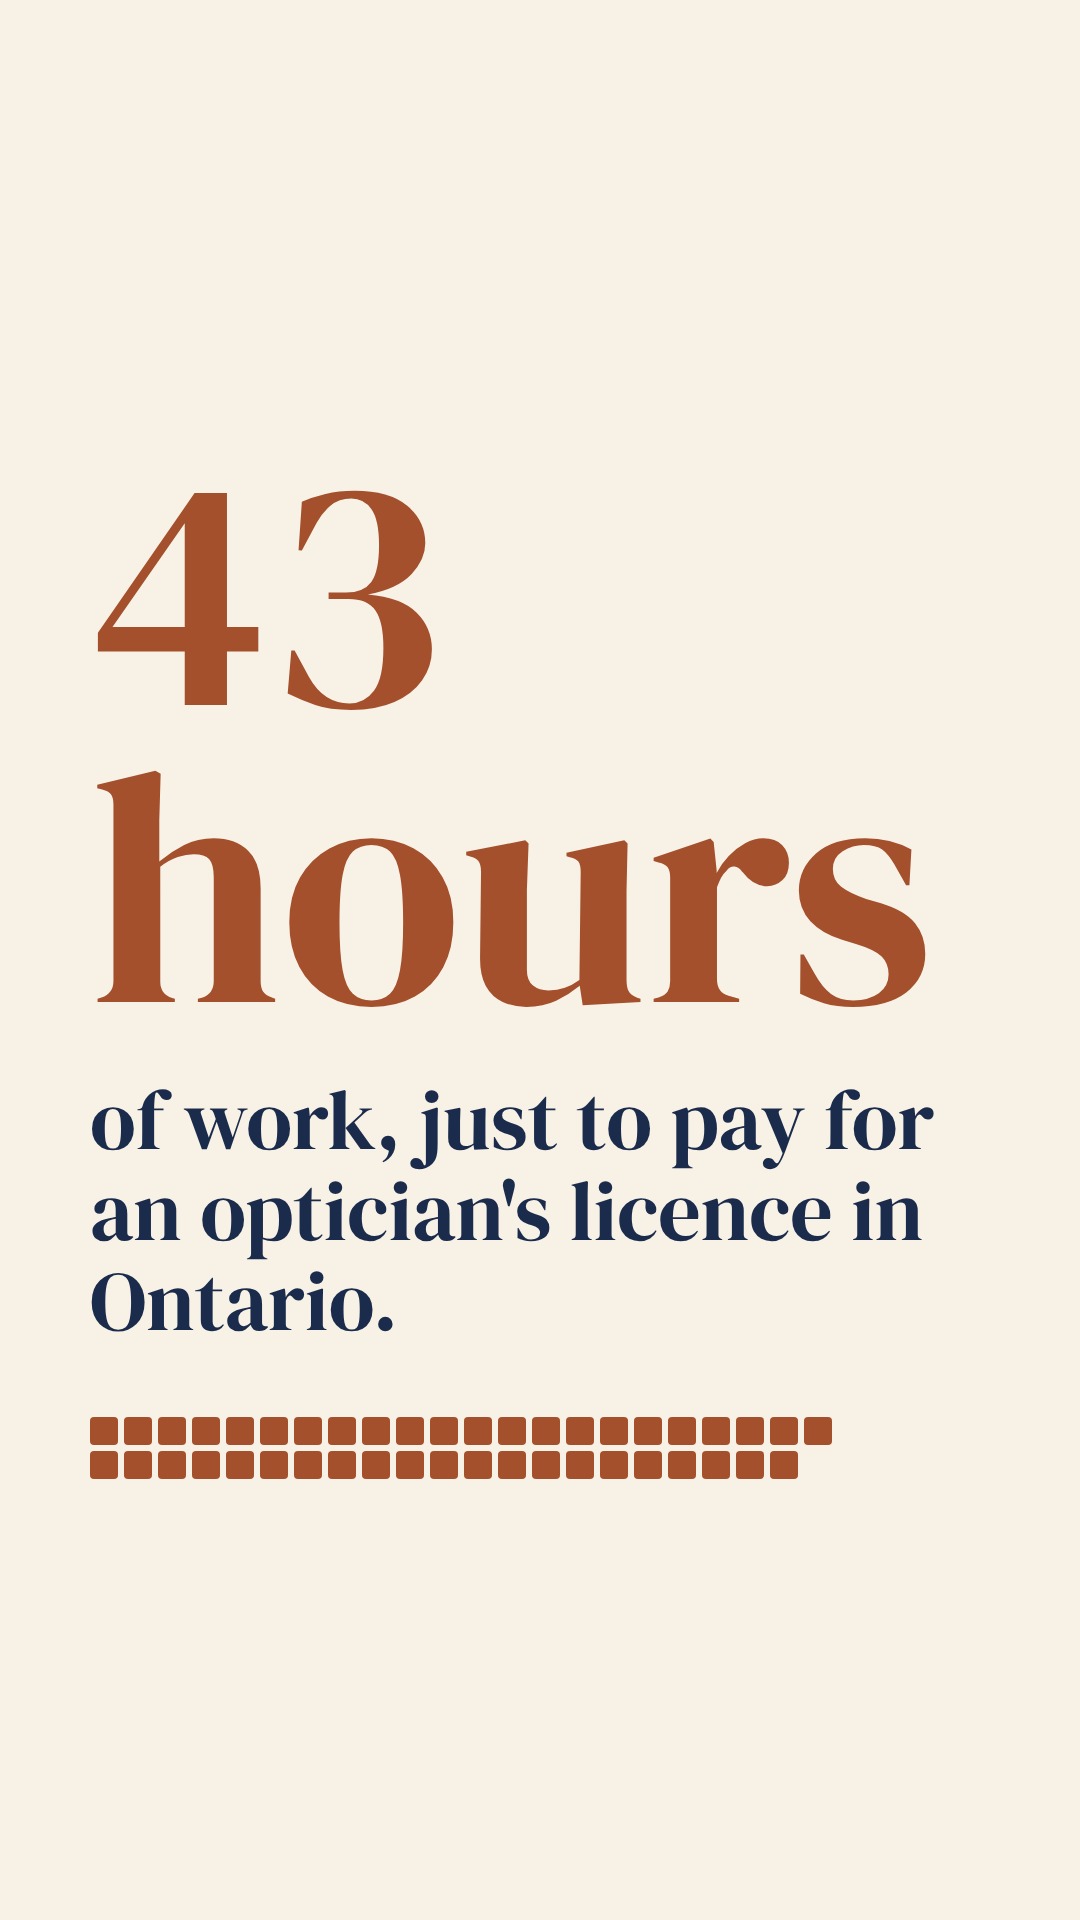 43
hours
of work, just to pay for
an optician's licence in
Ontario.